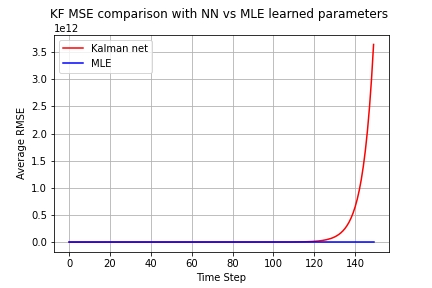 KF MSE comparison with NN vs MLE learned parameters
1e12
Kalman net
MLE
3.5
3.0
2.5
2.0
1.5
1.0
0.5
0.0
Average RMSE
0 20 40 60 80 100 120 140
Time Step